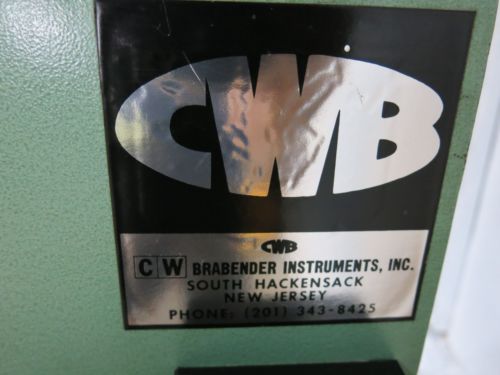 CWB
CWB
C W BRABENDER INSTRUMENTS, INC.
SOUTH HACKENSACK
NEW JERSEY
PHONE: (201) 343-8425